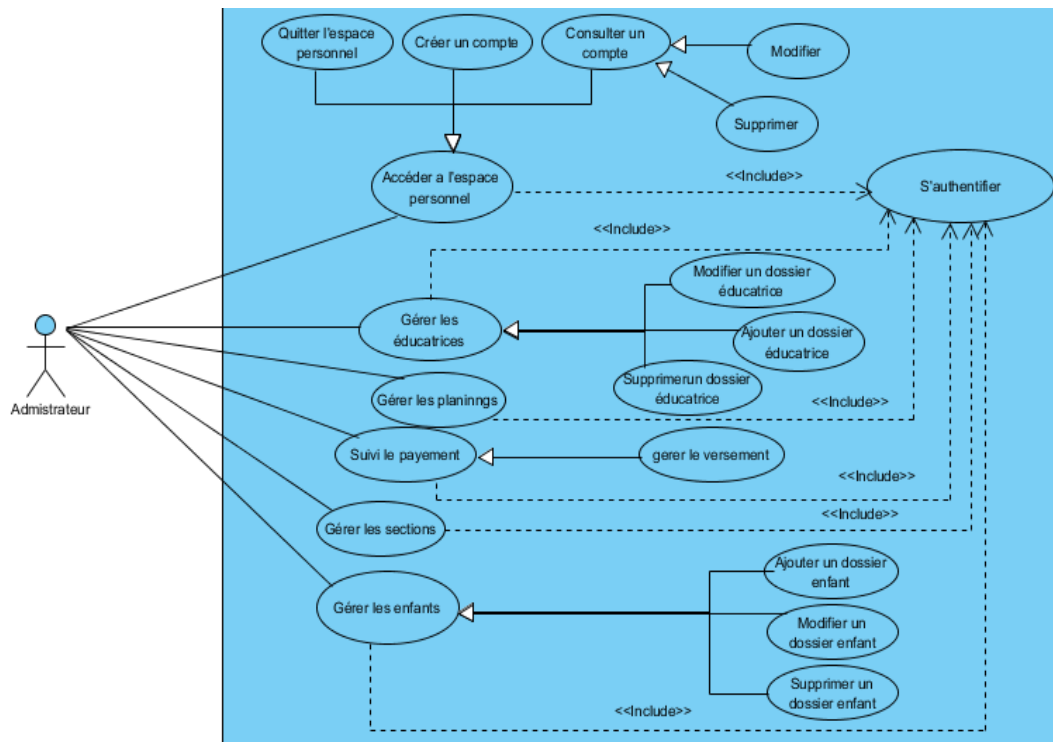 Quitter l'espace
personnel
Créer un compte
Consulter un
compte
Modifier
Supprimer
Accéder a l'espace
personnel
<<Include>>
S'authentifier
<<Include>>
Modifier un dossier
éducatrice
Gérer les
éducatrices
Ajouter un dossier
éducatrice
Supprimerun dossier
éducatrice
Admistrateur
Gérer les planinngs
<<Include>>
Suivi le payement
gerer le versement
<<Include>>
Gérer les sections
<<Include>>
Ajouter un dossier
enfant
Gérer les enfants
Modifier un
dossier enfant
Supprimer un
dossier enfant
<<Include>>